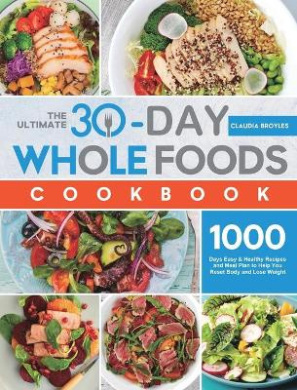 THE
ULTIMATE
30-DAY
CLAUDIA BROYLES
WHOLE FOODS
COOKBOOK
1000
Days Easy & Healthy Recipes
and Meal Plan to Help You
Reset Body and Lose Weight